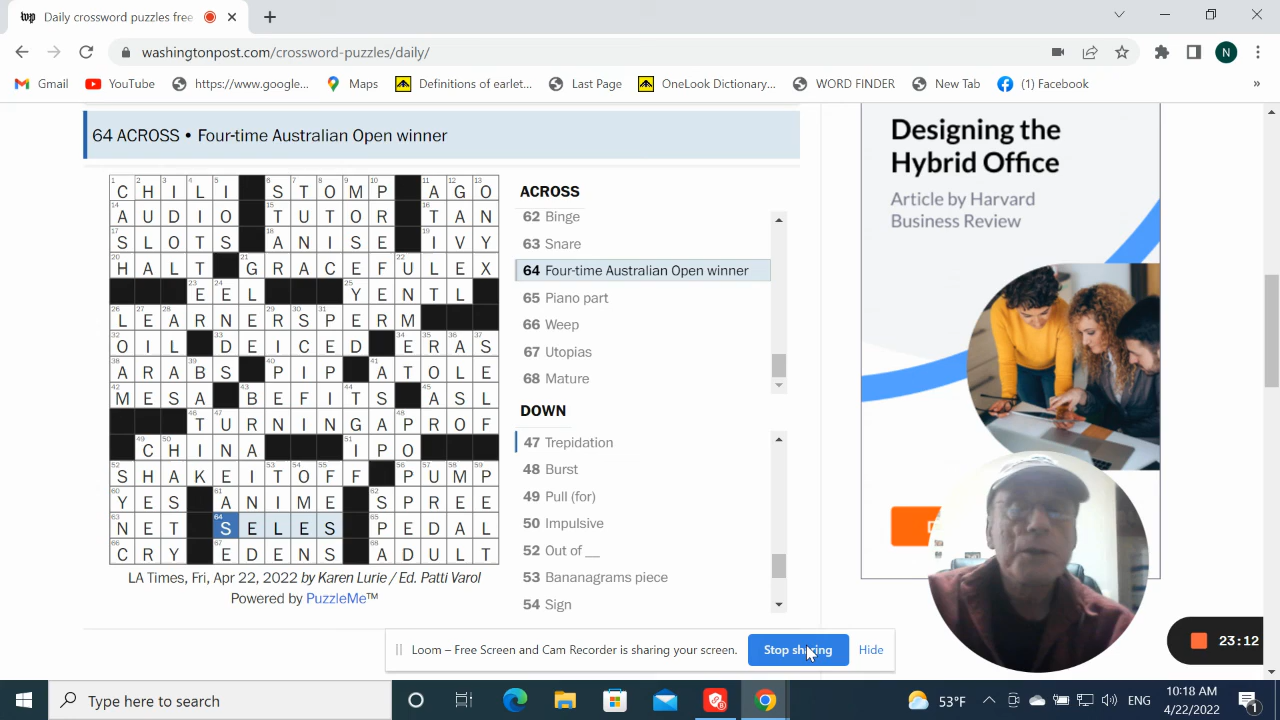 Daily crossword puzzles free
washingtonpost.com/crossword-puzzles/daily/
N
Gmail YouTube https://www.google... Maps Definitions of earlet... Last Page OneLook Dictionary... WORD FINDER New Tab (1) Facebook »
64 ACROSS • Four-time Australian Open winner
C H I L I S T O M P A G O
A U D I O T U T O R T A N
S L O T S A N I S E I V Y
H A L T G R A C E F U L E X
E E L Y E N T L
L E A R N E R S P E R M
O I L D E I C E D E R A S
A R A B S P I P A T O L E
M E S A B E F I T S A S L
T U R N I N G A P R O F
C H I N A I P O
S H A K E I T O F F P U M P
Y E S A N I M E S P R E E
N E T S E L E S P E D A L
C R Y E D E N S A D U L T
LA Times, Fri, Apr 22, 2022 by Karen Lurie / Ed. Patti Varol
Powered by PuzzleMe™
ACROSS
62 Binge
63 Snare
64 Four-time Australian Open winner
65 Piano part
66 Weep
67 Utopias
68 Mature
DOWN
47 Trepidation
48 Burst
49 Pull (for)
50 Impulsive
52 Out of __
53 Bananagrams piece
54 Sign
Designing the
Hybrid Office
Article by Harvard
Business Review
23:12
Loom – Free Screen and Cam Recorder is sharing your screen. Stop sharing Hide
Type here to search
53°F ENG
10:18 AM
4/22/2022